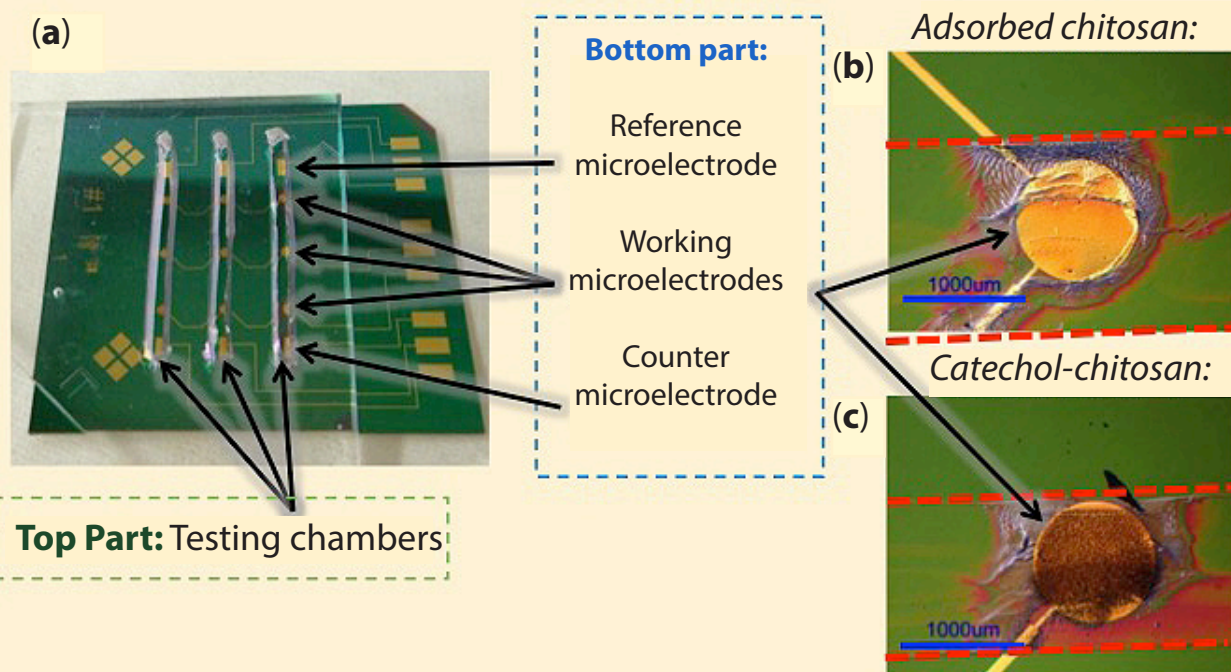 (a)
Bottom part:
Reference
microelectrode
Working
microelectrodes
Counter
microelectrode
Top Part: Testing chambers
Adsorbed chitosan:
(b)
1000um
Catechol-chitosan:
(c)
1000um